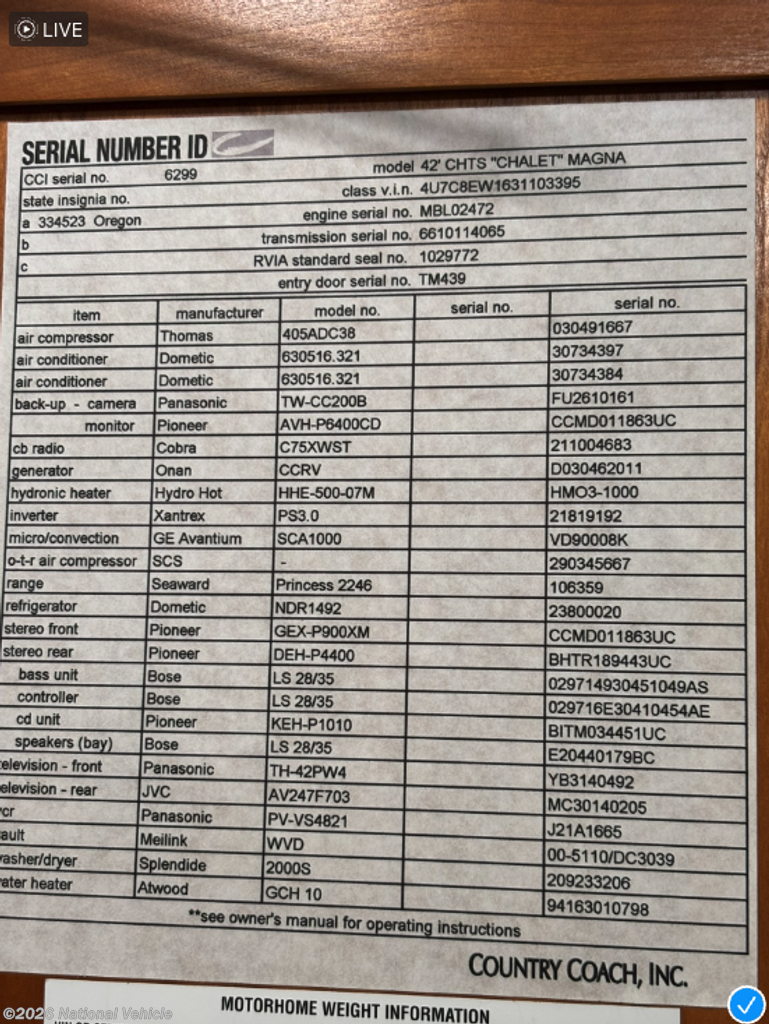 LIVE
SERIAL NUMBER ID
CCI serial no. 6299 model 42' CHTS "CHALET" MAGNA
state insignia no. class v.i.n. 4U7C8EW1631103395
a 334523 Oregon engine serial no. MBL02472
b transmission serial no. 6610114065
c RVIA standard seal no. 1029772
entry door serial no. TM439
item manufacturer model no. serial no. serial no.
air compressor Thomas 405ADC38 030491667
air conditioner Dometic 630516.321 30734397
air conditioner Dometic 630516.321 30734384
back-up - camera Panasonic TW-CC200B FU2610161
monitor Pioneer AVH-P6400CD CCMD011863UC
cb radio Cobra C75XWST 211004683
generator Onan CCRV D030462011
hydronic heater Hydro Hot HHE-500-07M HMO3-1000
inverter Xantrex PS3.0 21819192
micro/convection GE Avantium SCA1000 VD90008K
o-t-r air compressor SCS - 290345667
range Seaward Princess 2246 106359
refrigerator Dometic NDR1492 23800020
stereo front Pioneer GEX-P900XM CCMD011863UC
stereo rear Pioneer DEH-P4400 BHTR189443UC
bass unit Bose LS 28/35 029714930451049AS
controller Bose LS 28/35 029716E30410454AE
cd unit Pioneer KEH-P1010 BITM034451UC
speakers (bay) Bose LS 28/35 E20440179BC
elevision - front Panasonic TH-42PW4 YB3140492
elevision - rear JVC AV247F703 MC30140205
cr Panasonic PV-VS4821 J21A1665
ault Meilink WVD 00-5110/DC3039
asher/dryer Splendide 2000S 209233206
ater heater Atwood GCH 10 94163010798
**see owner's manual for operating instructions
COUNTRY COACH, INC.
MOTORHOME WEIGHT INFORMATION
©2026 National Vehicle